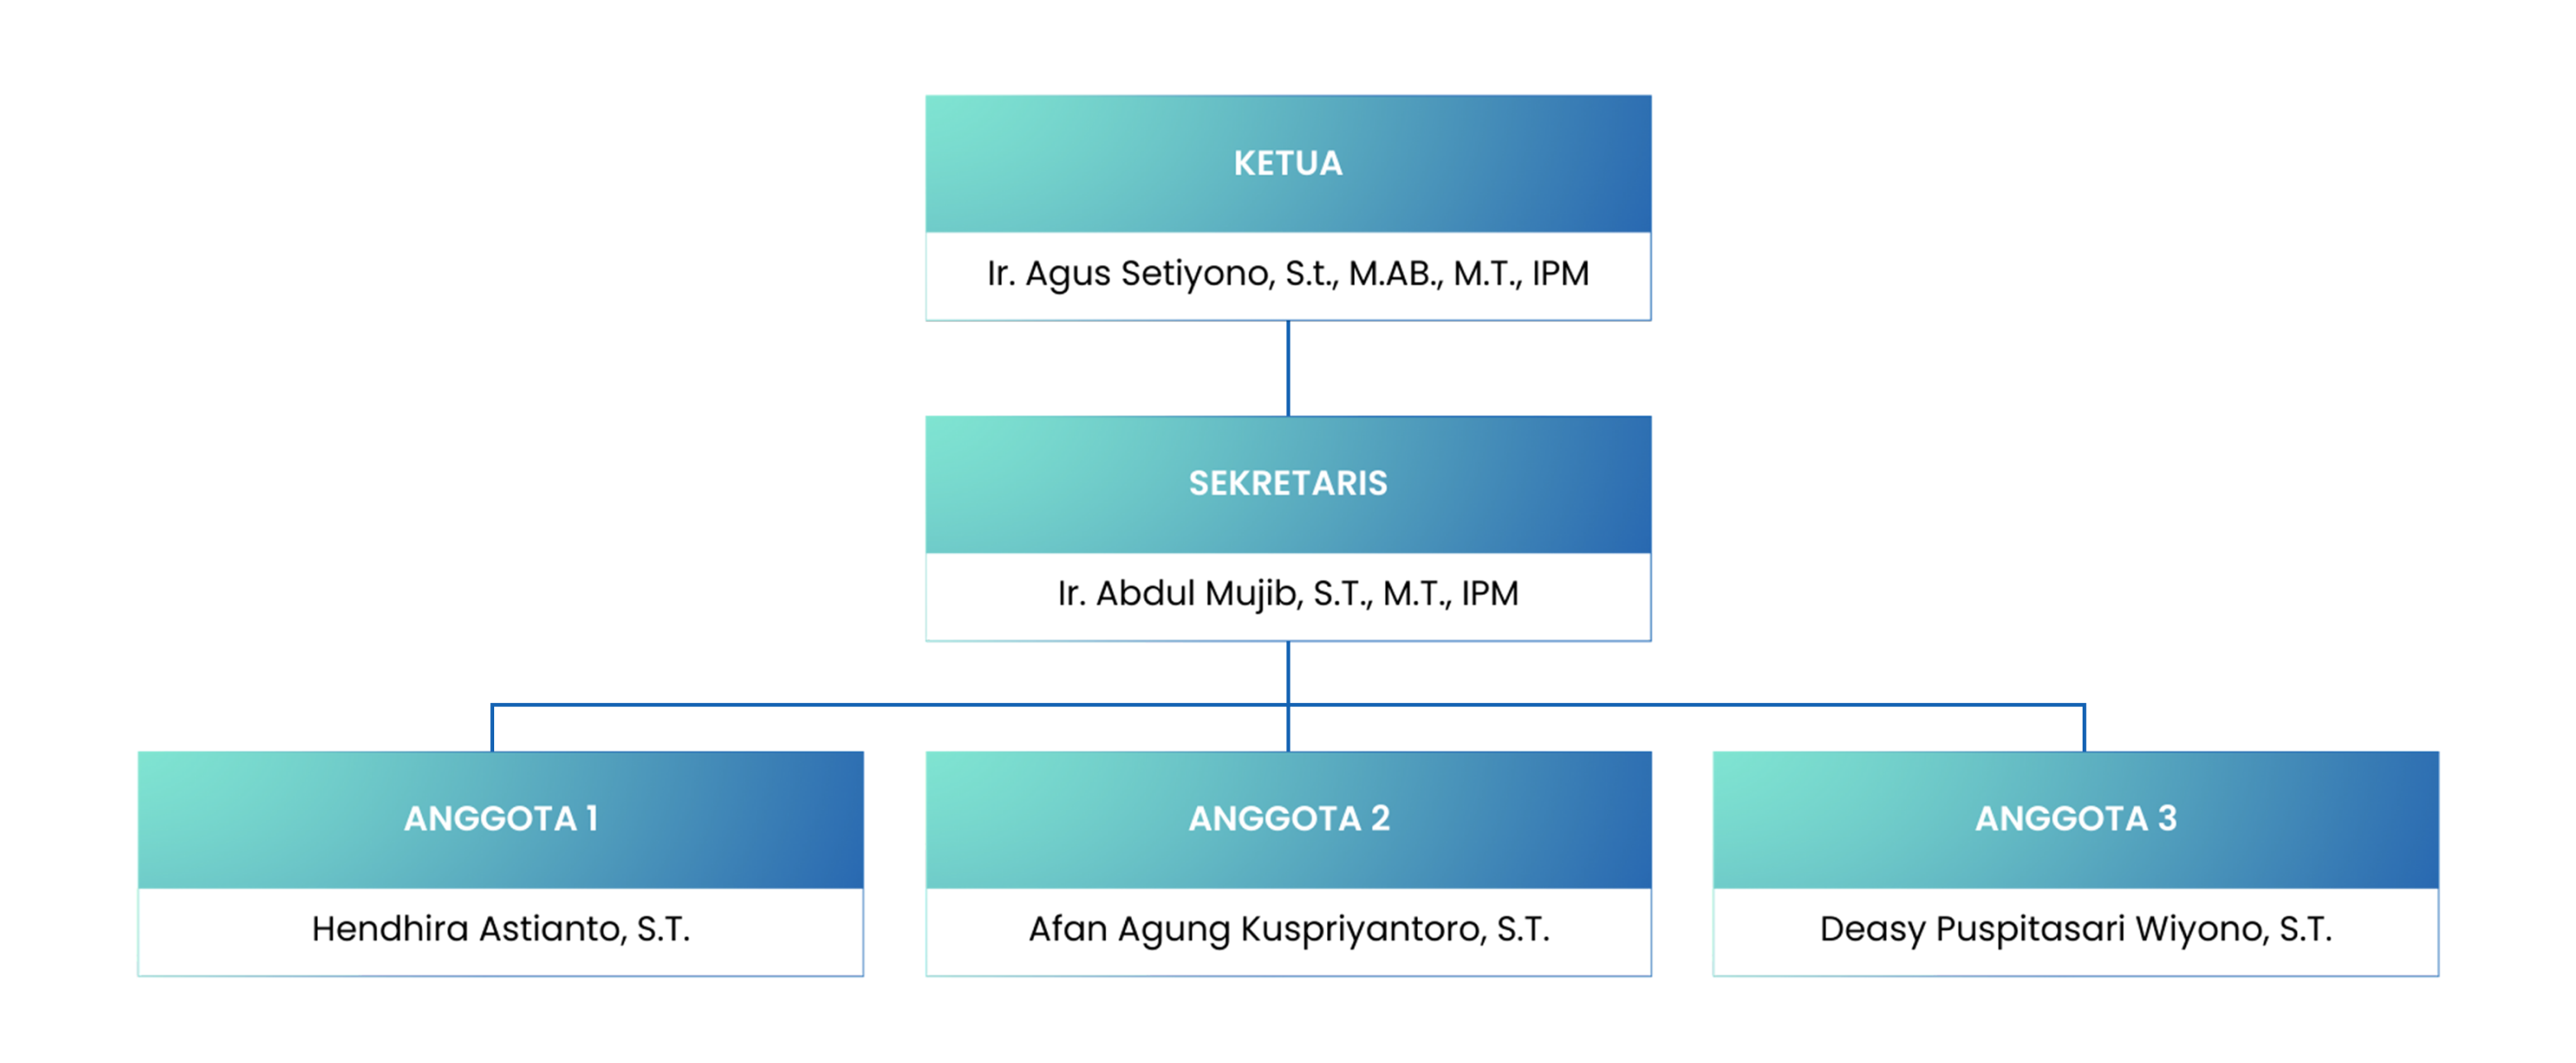 KETUA
Ir. Agus Setiyono, S.t., M.AB., M.T., IPM
SEKRETARIS
Ir. Abdul Mujib, S.T., M.T., IPM
ANGGOTA 1
Hendhira Astianto, S.T.
ANGGOTA 2
Afan Agung Kuspriyantoro, S.T.
ANGGOTA 3
Deasy Puspitasari Wiyono, S.T.